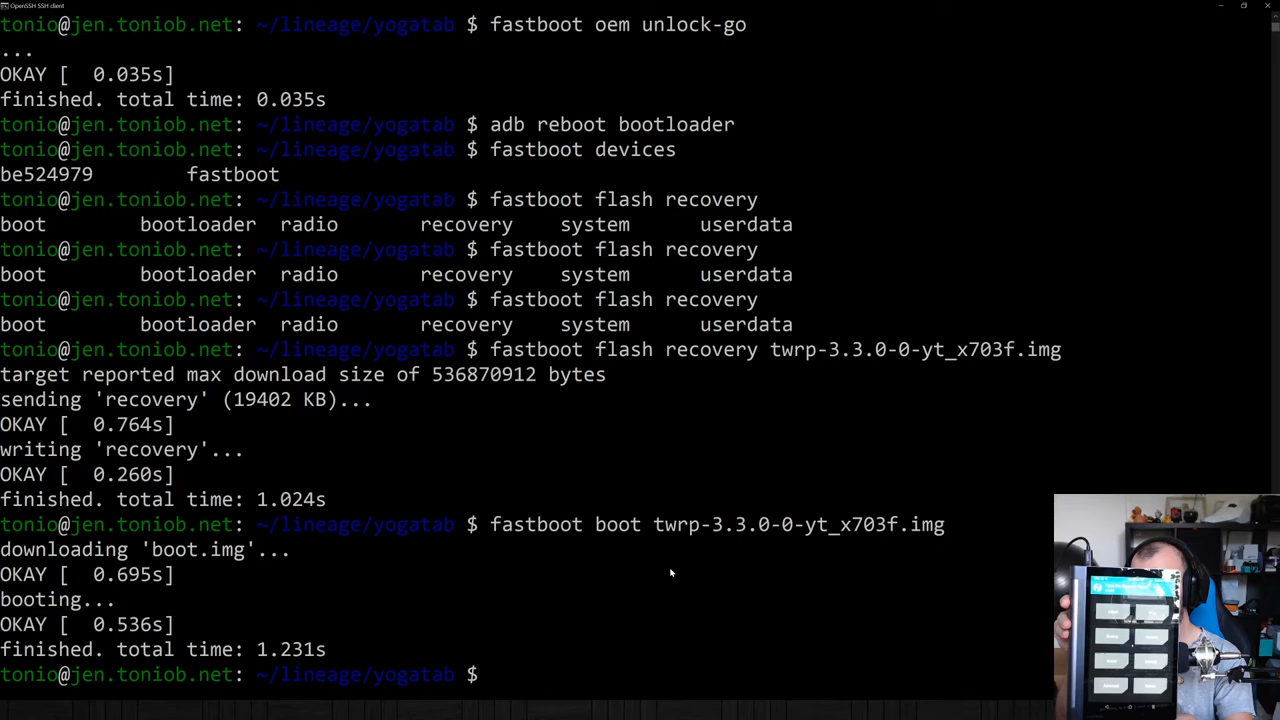 OpenSSH SSH client
tonio@jen.toniob.net: ~/lineage/yogatab $ fastboot oem unlock-go
...
OKAY [  0.035s]
finished. total time: 0.035s
tonio@jen.toniob.net: ~/lineage/yogatab $ adb reboot bootloader
tonio@jen.toniob.net: ~/lineage/yogatab $ fastboot devices
be524979        fastboot
tonio@jen.toniob.net: ~/lineage/yogatab $ fastboot flash recovery
boot        bootloader  radio       recovery    system      userdata
tonio@jen.toniob.net: ~/lineage/yogatab $ fastboot flash recovery
boot        bootloader  radio       recovery    system      userdata
tonio@jen.toniob.net: ~/lineage/yogatab $ fastboot flash recovery
boot        bootloader  radio       recovery    system      userdata
tonio@jen.toniob.net: ~/lineage/yogatab $ fastboot flash recovery twrp-3.3.0-0-yt_x703f.img
target reported max download size of 536870912 bytes
sending 'recovery' (19402 KB)...
OKAY [  0.764s]
writing 'recovery'...
OKAY [  0.260s]
finished. total time: 1.024s
tonio@jen.toniob.net: ~/lineage/yogatab $ fastboot boot twrp-3.3.0-0-yt_x703f.img
downloading 'boot.img'...
OKAY [  0.695s]
booting...
OKAY [  0.536s]
finished. total time: 1.231s
tonio@jen.toniob.net: ~/lineage/yogatab $